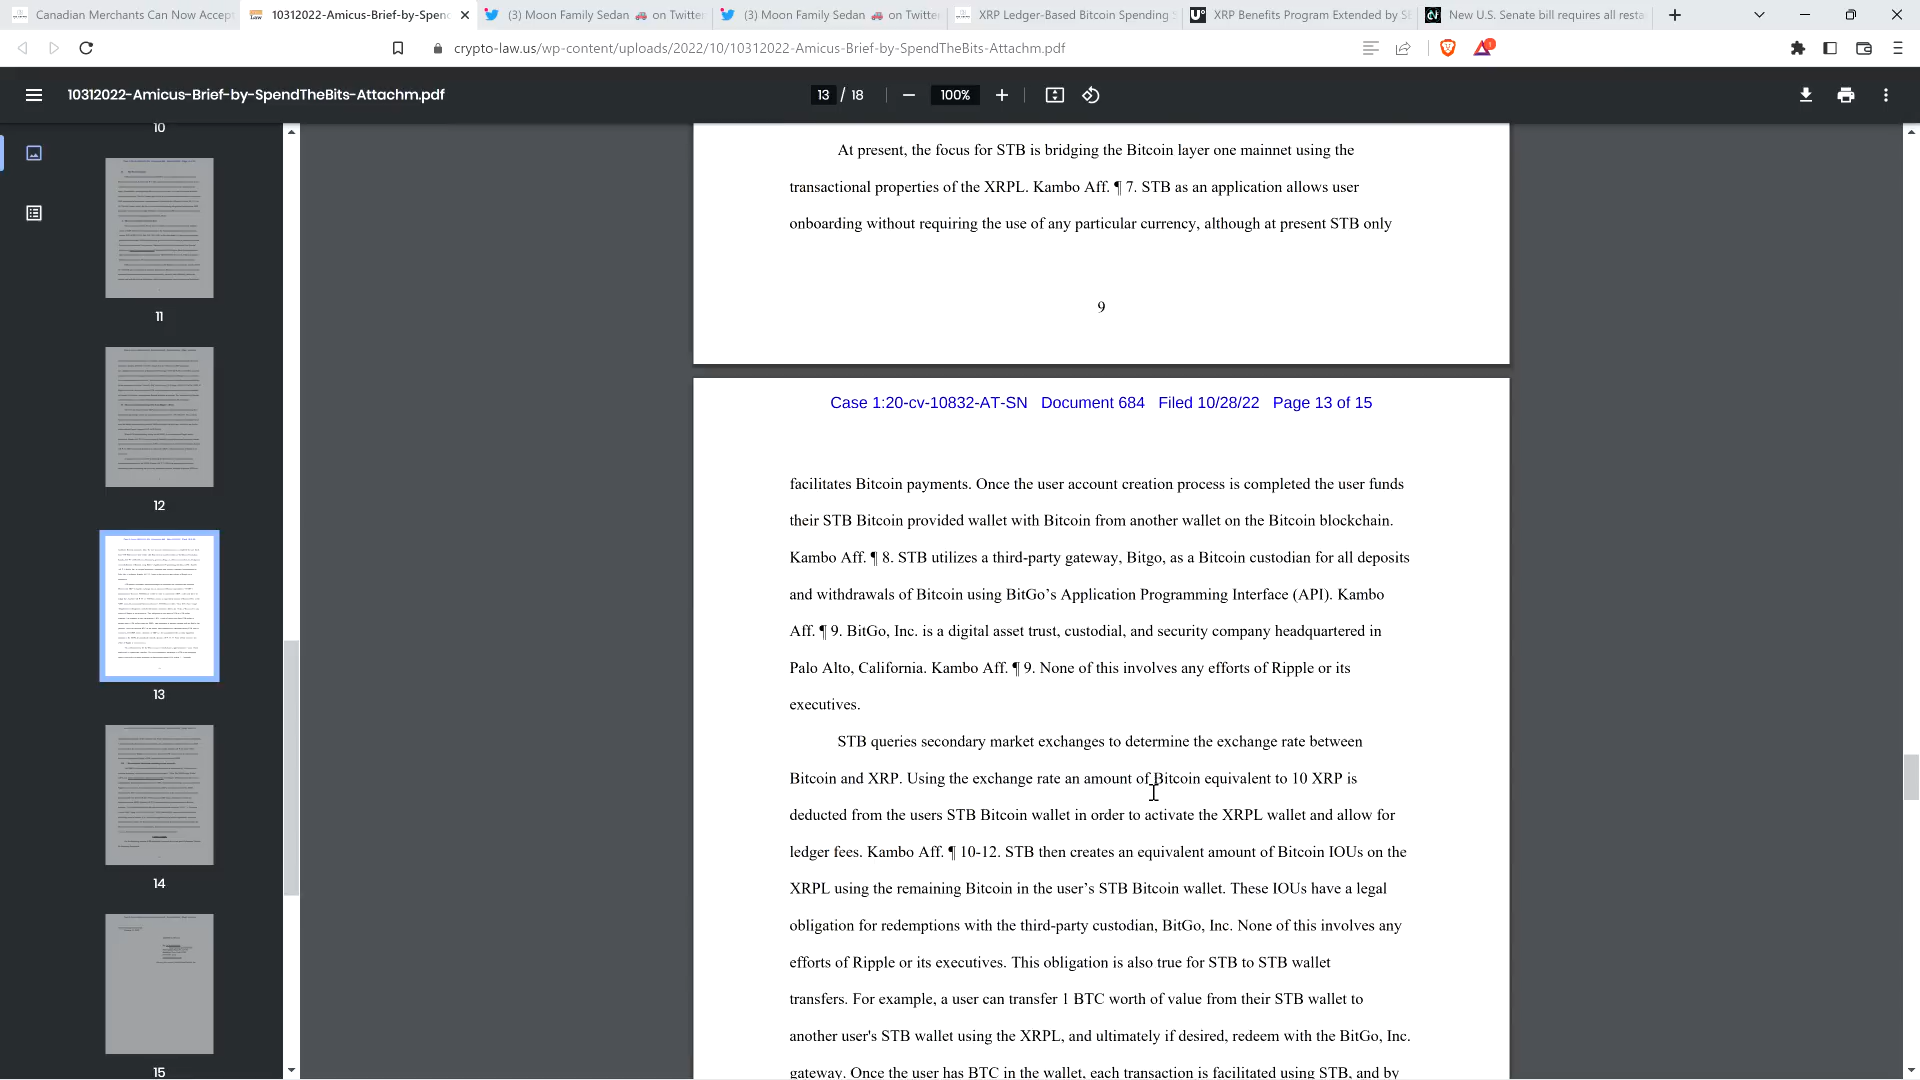 Canadian Merchants Can Now Accep
10312022-Amicus-Brief-by-Spen
(3) Moon Family Sedan 🚗 on Twitte
(3) Moon Family Sedan 🚗 on Twitte
XRP Ledger-Based Bitcoin Spending
XRP Benefits Program Extended by S
New U.S. Senate bill requires all resta
crypto-law.us/wp-content/uploads/2022/10/10312022-Amicus-Brief-by-SpendTheBits-Attachm.pdf
10312022-Amicus-Brief-by-SpendTheBits-Attachm.pdf
13 / 18
100%
10
11
12
13
14
15
At present, the focus for STB is bridging the Bitcoin layer one mainnet using the
transactional properties of the XRPL. Kambo Aff. ¶ 7. STB as an application allows user
onboarding without requiring the use of any particular currency, although at present STB only
9
Case 1:20-cv-10832-AT-SN Document 684 Filed 10/28/22 Page 13 of 15
facilitates Bitcoin payments. Once the user account creation process is completed the user funds
their STB Bitcoin provided wallet with Bitcoin from another wallet on the Bitcoin blockchain.
Kambo Aff. ¶ 8. STB utilizes a third-party gateway, Bitgo, as a Bitcoin custodian for all deposits
and withdrawals of Bitcoin using BitGo’s Application Programming Interface (API). Kambo
Aff. ¶ 9. BitGo, Inc. is a digital asset trust, custodial, and security company headquartered in
Palo Alto, California. Kambo Aff. ¶ 9. None of this involves any efforts of Ripple or its
executives.
STB queries secondary market exchanges to determine the exchange rate between
Bitcoin and XRP. Using the exchange rate an amount of Bitcoin equivalent to 10 XRP is
deducted from the users STB Bitcoin wallet in order to activate the XRPL wallet and allow for
ledger fees. Kambo Aff. ¶ 10-12. STB then creates an equivalent amount of Bitcoin IOUs on the
XRPL using the remaining Bitcoin in the user’s STB Bitcoin wallet. These IOUs have a legal
obligation for redemptions with the third-party custodian, BitGo, Inc. None of this involves any
efforts of Ripple or its executives. This obligation is also true for STB to STB wallet
transfers. For example, a user can transfer 1 BTC worth of value from their STB wallet to
another user's STB wallet using the XRPL, and ultimately if desired, redeem with the BitGo, Inc.
gateway. Once the user has BTC in the wallet, each transaction is facilitated using STB, and by